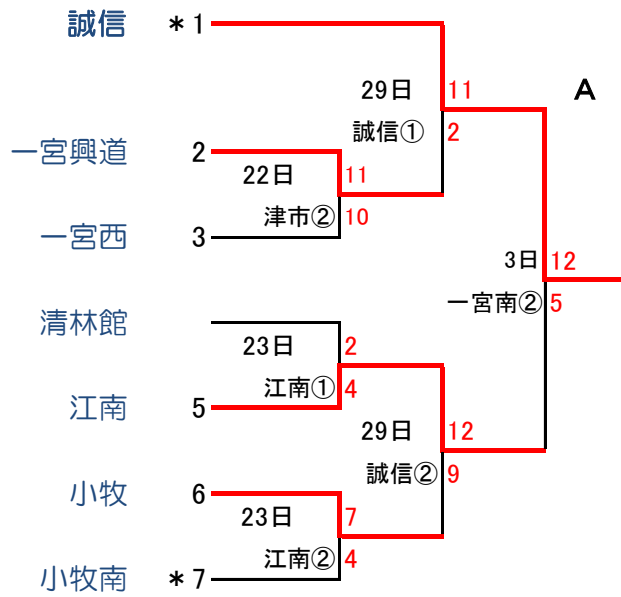 誠信 *1
29日 11 A
誠信① 2
一宮興道 2
22日 11
津市② 10
一宮西 3
3日 12
一宮南② 5
清林館
23日 2
江南① 4
江南 5
29日 12
誠信② 9
小牧 6
23日 7
江南② 4
小牧南 *7